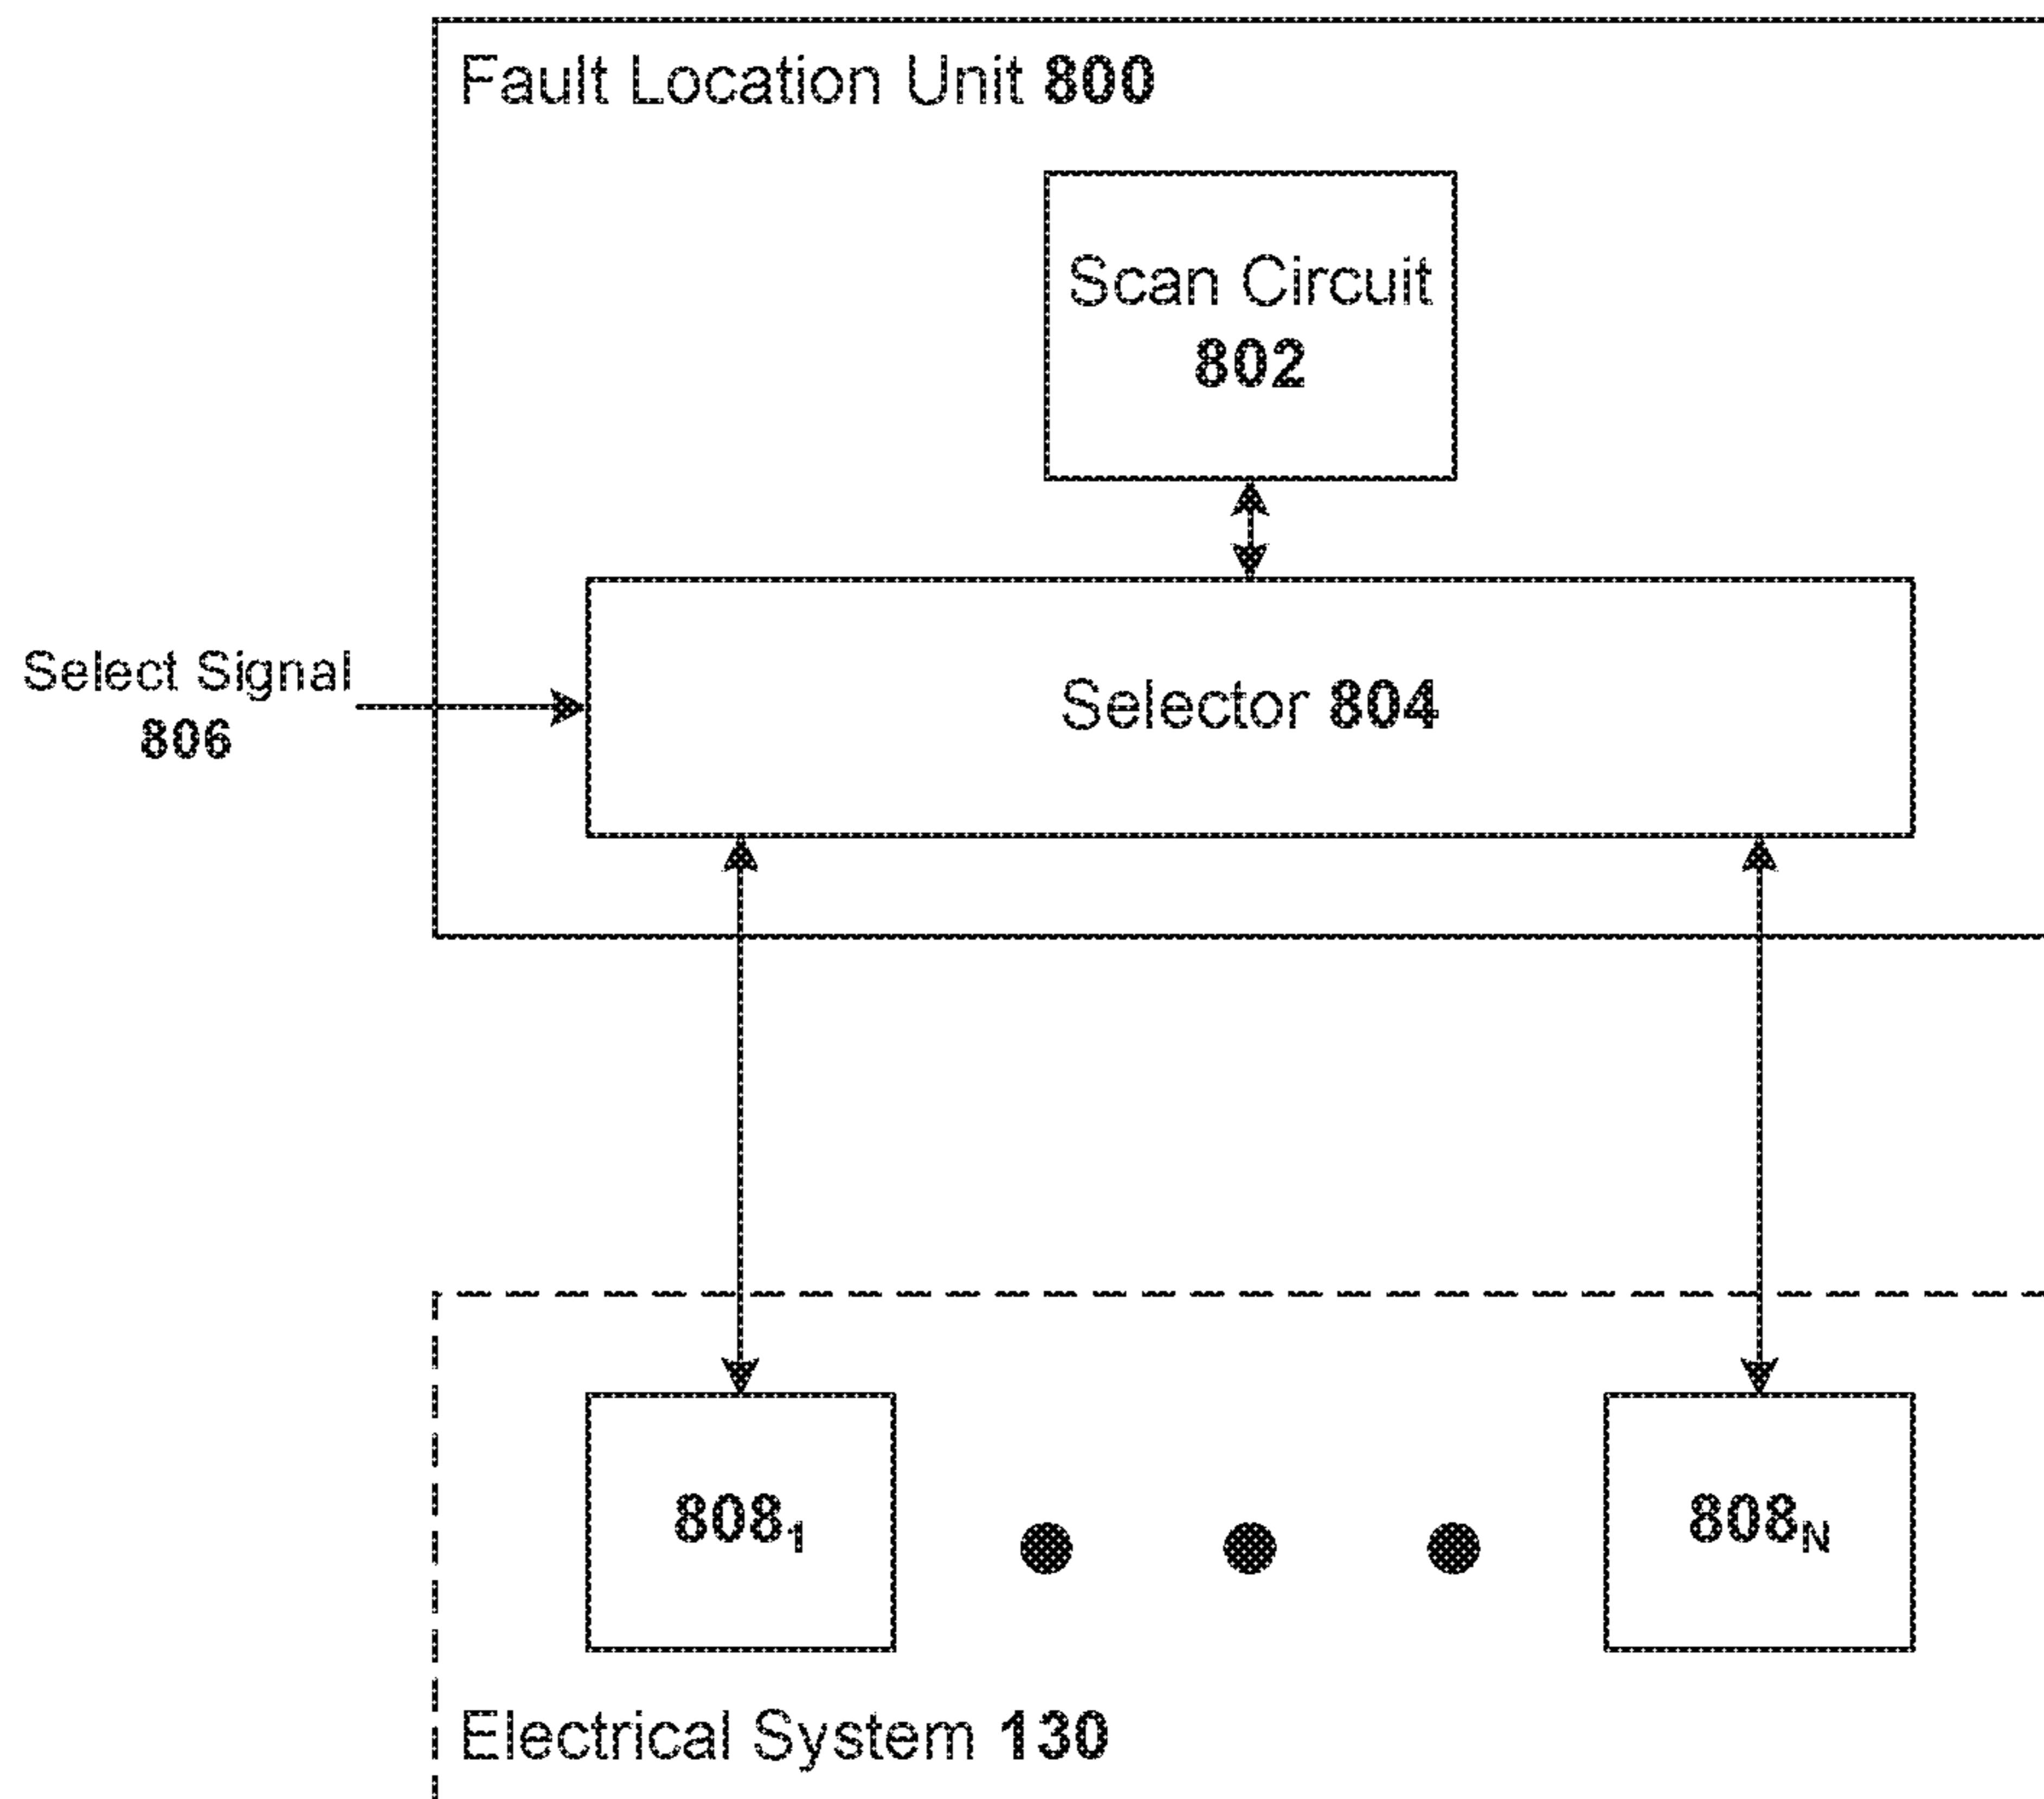 Fault Location Unit 800
Scan Circuit
802
Select Signal
806
Selector 804
808₁
808ₙ
Electrical System 130